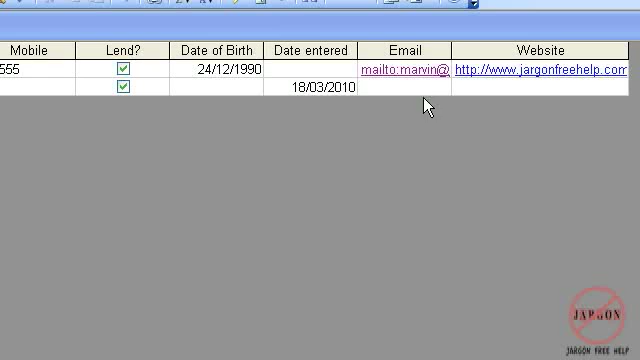 Mobile Lend? Date of Birth Date entered Email Website
555 24/12/1990 mailto:marvin@ http://www.jargonfreehelp.com
18/03/2010
JARGON
JARGON FREE HELP